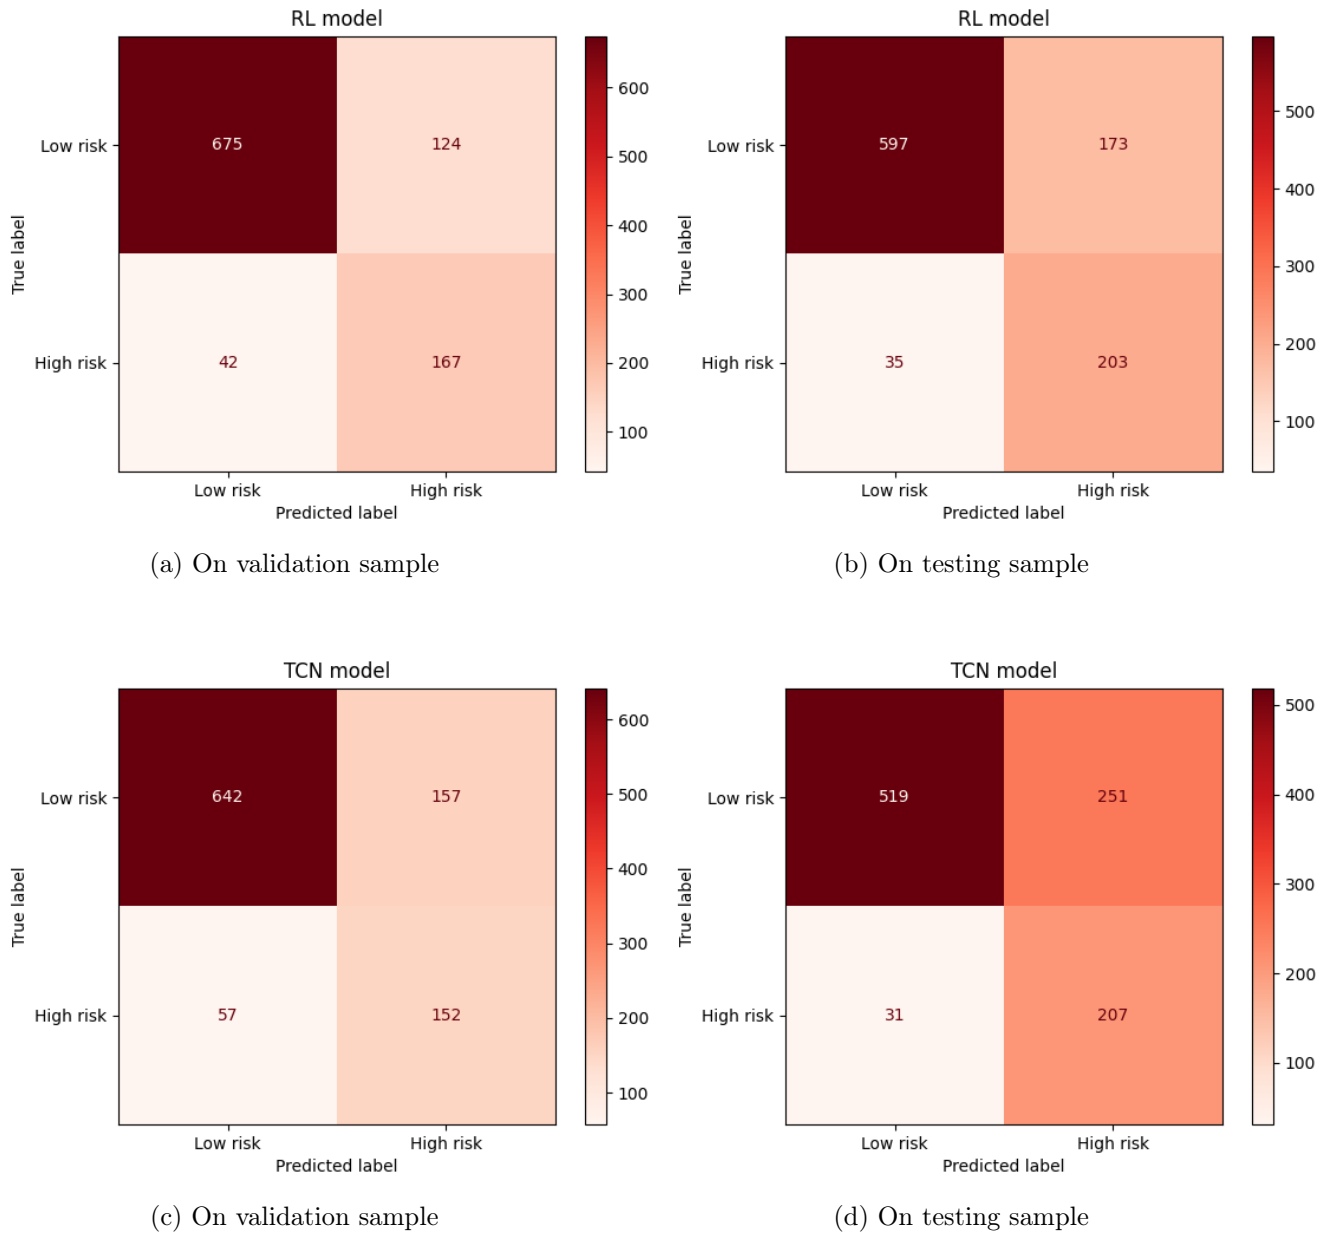 RL model
Low risk
High risk
True label
675
124
42
167
Low risk
High risk
Predicted label
600
500
400
300
200
100
(a) On validation sample
RL model
Low risk
High risk
True label
597
173
35
203
Low risk
High risk
Predicted label
500
400
300
200
100
(b) On testing sample
TCN model
Low risk
High risk
True label
642
157
57
152
Low risk
High risk
Predicted label
600
500
400
300
200
100
(c) On validation sample
TCN model
Low risk
High risk
True label
519
251
31
207
Low risk
High risk
Predicted label
500
400
300
200
100
(d) On testing sample